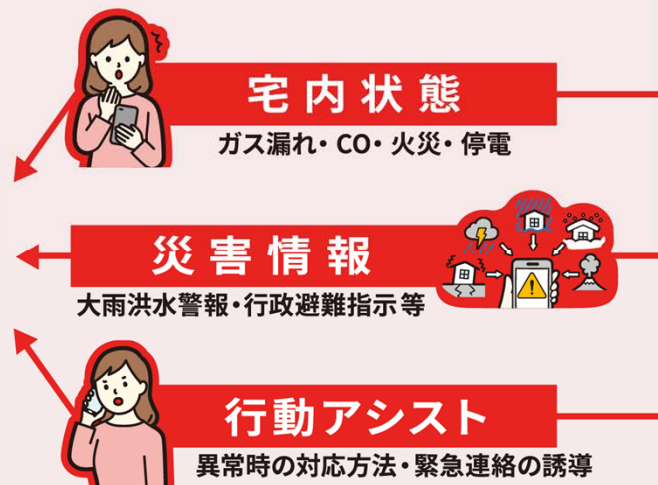 宅内状態
ガス漏れ・CO・火災・停電
災害情報
大雨洪水警報・行政避難指示等
行動アシスト
異常時の対応方法・緊急連絡の誘導